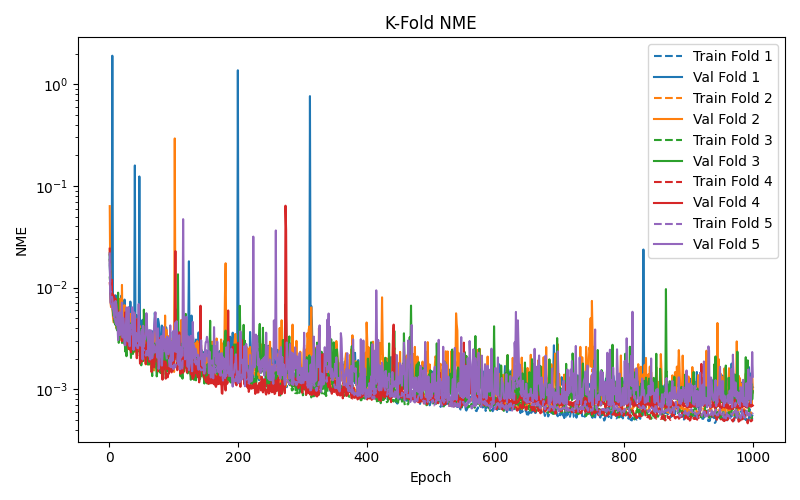 K-Fold NME
NME
10⁰
10⁻¹
10⁻²
10⁻³
0
200
400
600
800
1000
Epoch
Train Fold 1
Val Fold 1
Train Fold 2
Val Fold 2
Train Fold 3
Val Fold 3
Train Fold 4
Val Fold 4
Train Fold 5
Val Fold 5